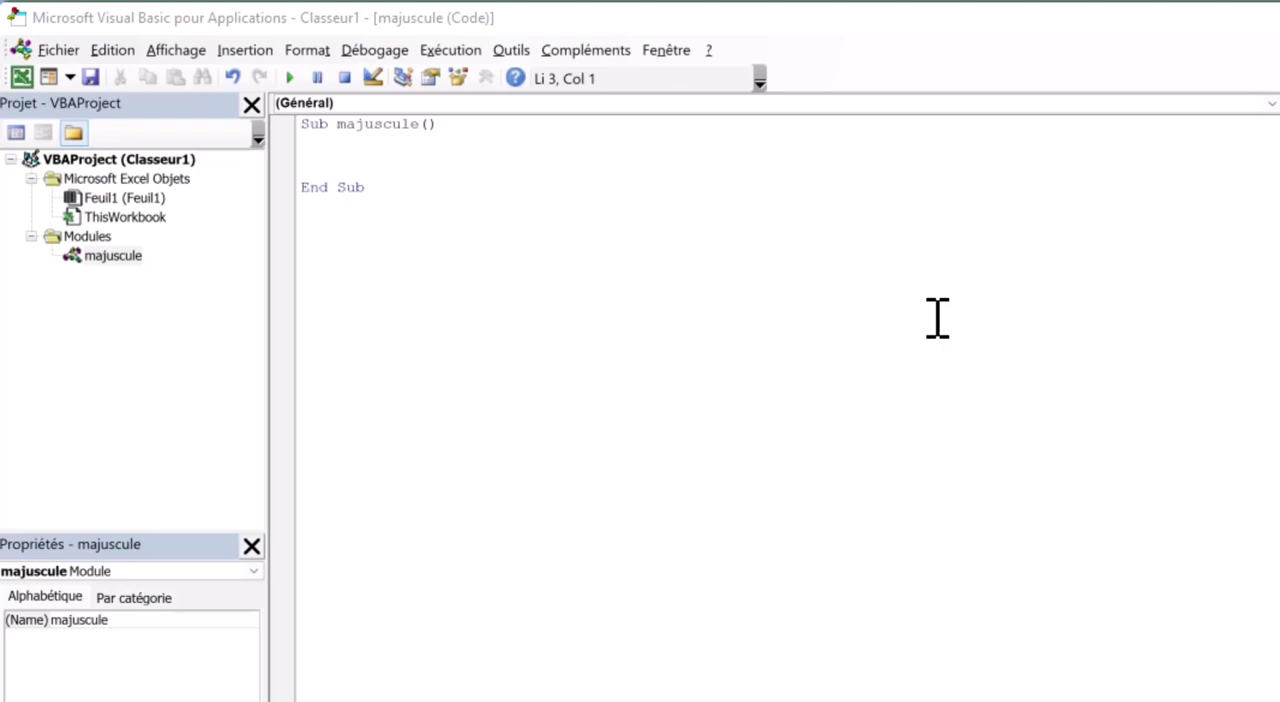 Microsoft Visual Basic pour Applications - Classeur1 - [majuscule (Code)]
Fichier Edition Affichage Insertion Format Débogage Exécution Outils Compléments Fenêtre ?
Li 3, Col 1
Projet - VBAProject
(Général)
VBAProject (Classeur1)
Microsoft Excel Objets
Feuil1 (Feuil1)
ThisWorkbook
Modules
majuscule
Sub majuscule()
End Sub
Propriétés - majuscule
majuscule Module
Alphabétique Par catégorie
(Name) majuscule